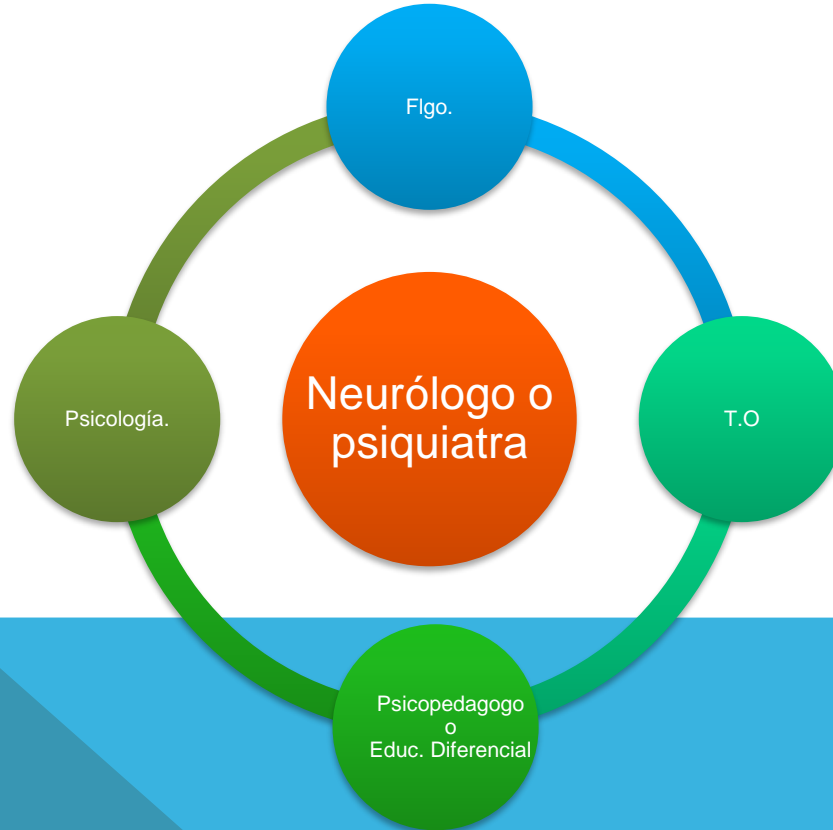 Flgo.
Neurólogo o
psiquiatra
T.O
Psicología.
Psicopedagogo
o
Educ. Diferencial